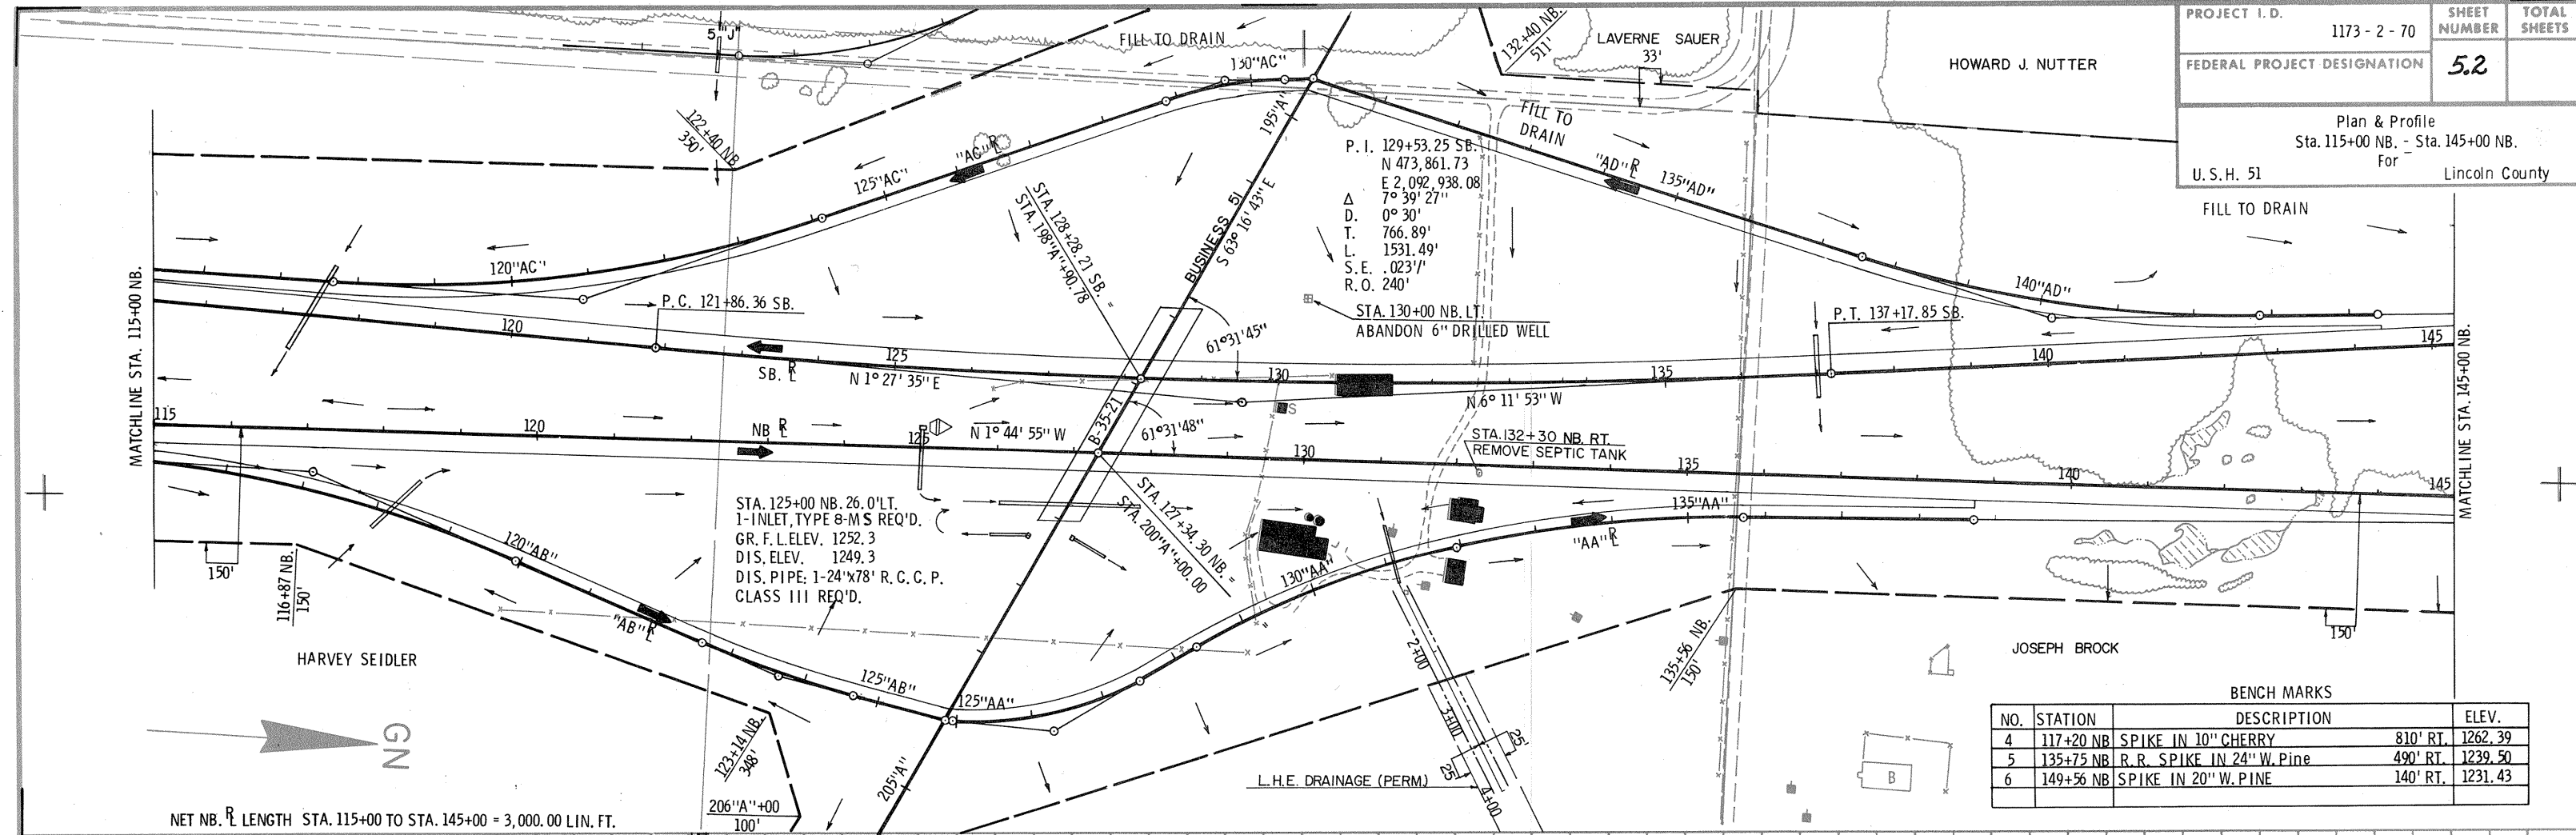 PROJECT I.D.
1173 - 2 - 70
SHEET NUMBER
TOTAL SHEETS
FEDERAL PROJECT DESIGNATION
5.2
Plan & Profile
Sta. 115+00 NB. - Sta. 145+00 NB.
For
U. S. H. 51
Lincoln County
5 "J"
FILL TO DRAIN
130"AC"
132+40 NB.
511'
LAVERNE SAUER
33'
HOWARD J. NUTTER
122+40 NB
350'
"AC" RL
125"AC"
195"A"
FILL TO
DRAIN
"AD" RL
135"AD"
FILL TO DRAIN
P. I. 129+53.25 SB.
N 473,861.73
E 2,092,938.08
Δ 7° 39' 27"
D. 0° 30'
T. 766.89'
L. 1531.49'
S.E. .023'/'
R.O. 240'
STA. 128+28.21 SB. =
STA. 198"A"+90.78
BUSINESS 51
S 63° 16' 43" E
120"AC"
140"AD"
P.C. 121+86.36 SB.
STA. 130+00 NB. LT.
ABANDON 6" DRILLED WELL
P.T. 137+17.85 SB.
MATCHLINE STA. 115+00 NB.
120
125
61°31'45"
130
135
140
145
SB. RL
N 1° 27' 35" E
N 6° 11' 53" W
MATCHLINE STA. 145+00 NB.
115
120
NB RL
125
N 1° 44' 55" W
B-35-21
61°31'48"
130
S
STA. 132+30 NB. RT.
REMOVE SEPTIC TANK
135
140
145
STA. 125+00 NB. 26.0'LT.
1-INLET, TYPE 8-M S REQ'D.
GR. F. L. ELEV. 1252.3
DIS. ELEV. 1249.3
DIS. PIPE: 1-24"x78' R. C. C. P.
CLASS III REQ'D.
STA. 127+34.30 NB. =
STA. 200"A"+00.00
135"AA"
"AA" RL
130"AA"
120"AB"
150'
116+87 NB.
150'
"AB" RL
HARVEY SEIDLER
125"AB"
125"AA"
2+00
3+00
4+00
25'
25'
135+56 NB.
150'
150'
JOSEPH BROCK
GN
123+14 NB.
348'
205"A"
206"A"+00
100'
L.H.E. DRAINAGE (PERM.)
B
NET NB. RL LENGTH STA. 115+00 TO STA. 145+00 = 3,000.00 LIN. FT.
BENCH MARKS
NO. STATION DESCRIPTION ELEV.
4 117+20 NB SPIKE IN 10" CHERRY 810' RT. 1262.39
5 135+75 NB R.R. SPIKE IN 24" W. Pine 490' RT. 1239.50
6 149+56 NB SPIKE IN 20" W. PINE 140' RT. 1231.43